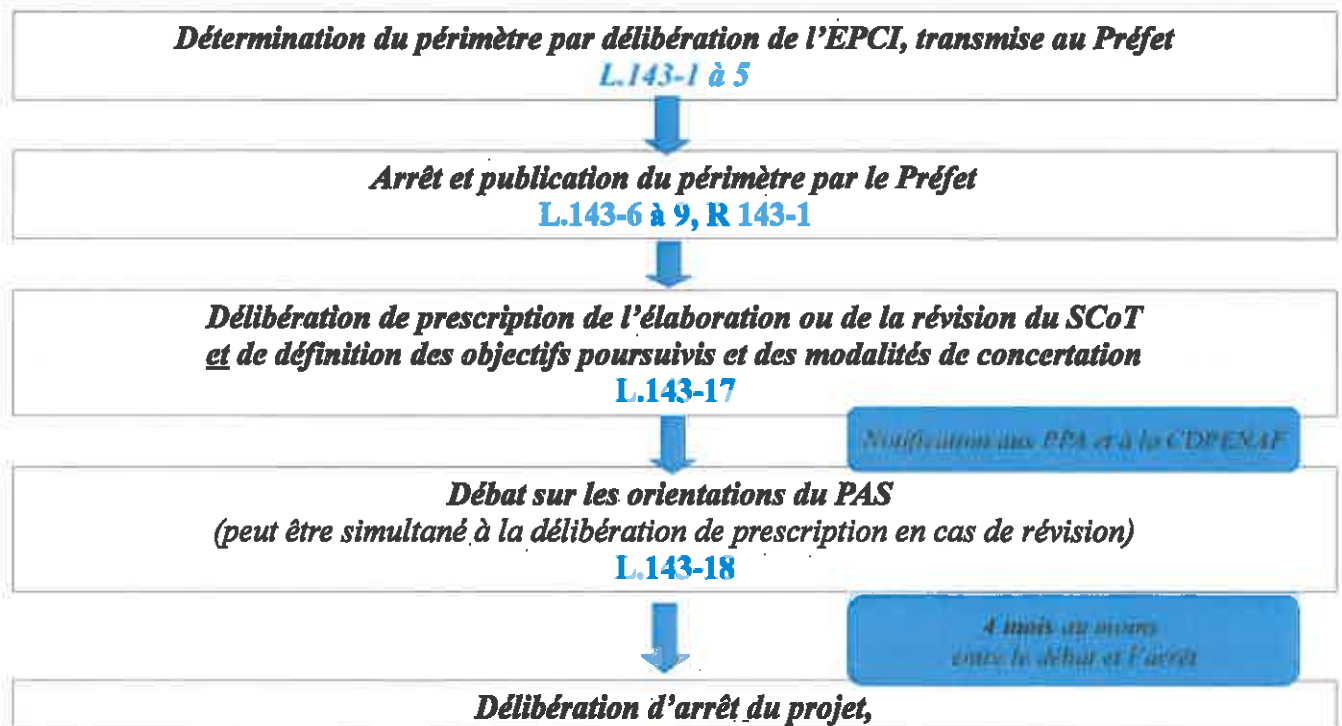 Détermination du périmètre par délibération de l'EPCI, transmise au Préfet
L.143-1 à 5
Arrêt et publication du périmètre par le Préfet
L.143-6 à 9, R 143-1
Délibération de prescription de l'élaboration ou de la révision du SCoT
et de définition des objectifs poursuivis et des modalités de concertation
L.143-17
Notification aux PPA et à la CDPENAF
Débat sur les orientations du PAS
(peut être simultané à la délibération de prescription en cas de révision)
L.143-18
4 mois au moins
entre le débat et l'arrêt
Délibération d'arrêt du projet,